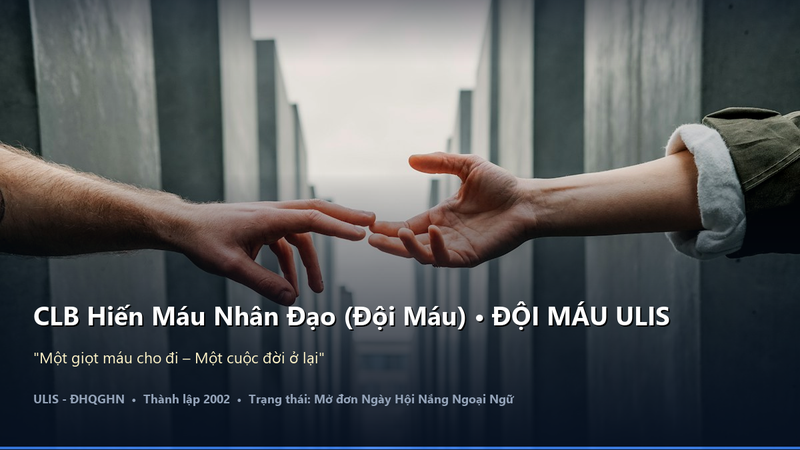 CLB Hiến Máu Nhân Đạo (Đội Máu) • ĐỘI MÁU ULIS
"Một giọt máu cho đi – Một cuộc đời ở lại"
ULIS - ĐHQGHN • Thành lập 2002 • Trạng thái: Mở đơn Ngày Hội Nắng Ngoại Ngữ